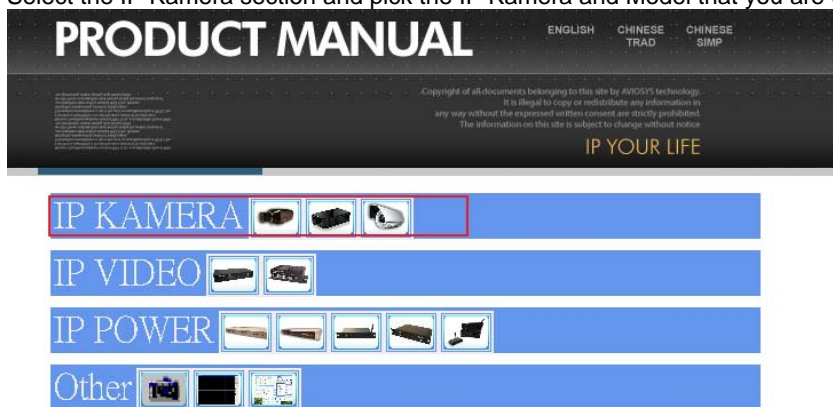 Select the IP Kamera section and pick the IP Kamera and Model that you are
PRODUCT MANUAL
ENGLISH CHINESE TRAD CHINESE SIMP
Copyright of all documents belonging to this site by AVIOSYS technology.
It is illegal to copy or redistribute any information in
any way without the expressed written consent are strictly prohibited.
The information on this site is subject to change without notice
IP YOUR LIFE
IP KAMERA
IP VIDEO
IP POWER
Other